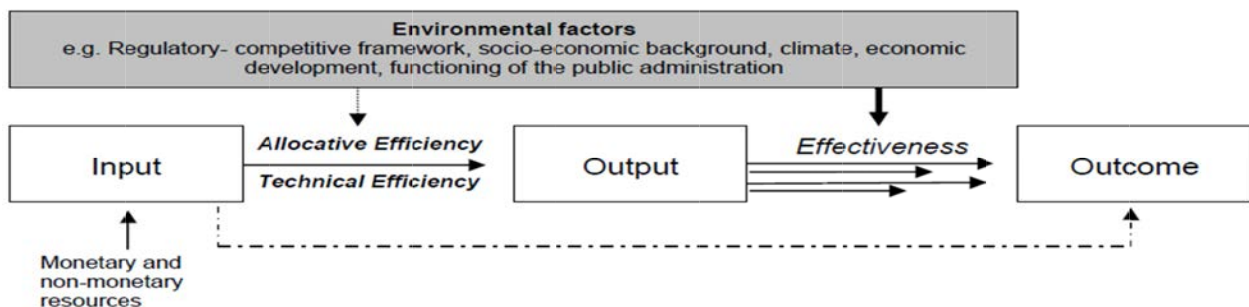 Environmental factors
e.g. Regulatory- competitive framework, socio-economic background, climate, economic
development, functioning of the public administration
Input
Allocative Efficiency
Technical Efficiency
Output
Effectiveness
Outcome
Monetary and
non-monetary
resources